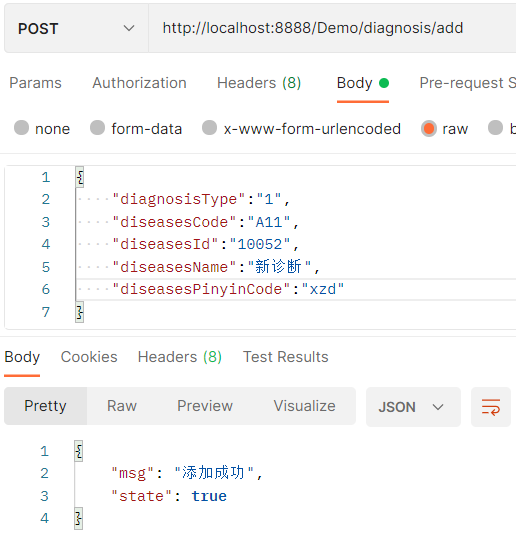 POST http://localhost:8888/Demo/diagnosis/add
Params Authorization Headers (8) Body Pre-request S
none form-data x-www-form-urlencoded raw b
1 {
2 "diagnosisType":"1",
3 "diseasesCode":"A11",
4 "diseasesId":"10052",
5 "diseasesName":"新诊断",
6 "diseasesPinyinCode":"xzd"
7 }
Body Cookies Headers (8) Test Results
Pretty Raw Preview Visualize JSON
1 {
2 "msg": "添加成功",
3 "state": true
4 }